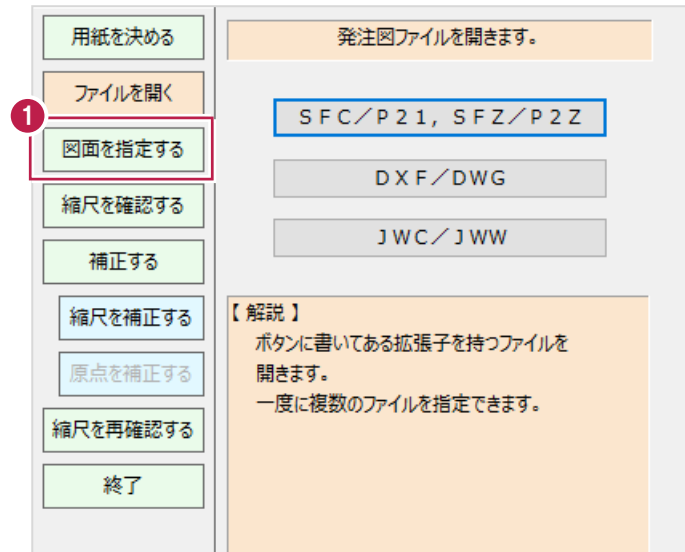 用紙を決める
発注図ファイルを開きます。
ファイルを開く
1
SFC/P21, SFZ/P2Z
図面を指定する
DXF/DWG
縮尺を確認する
JWC/JWW
補正する
縮尺を補正する
原点を補正する
縮尺を再確認する
終了
【 解説 】
ボタンに書いてある拡張子を持つファイルを
開きます。
一度に複数のファイルを指定できます。